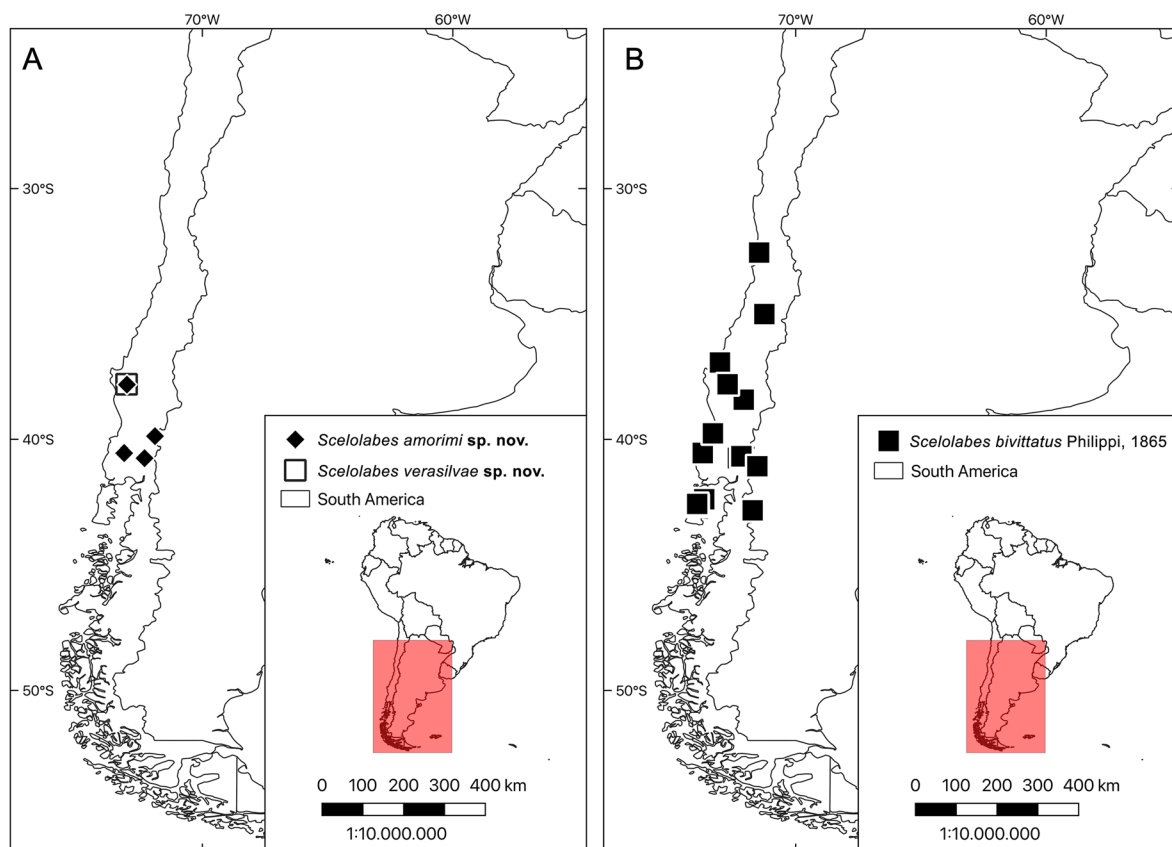 70°W 60°W
A
30°S
40°S
50°S
Scelolabes amorimi sp. nov.
Scelolabes verasilvae sp. nov.
South America
0 100 200 300 400 km
1:10.000.000
70°W 60°W
B
30°S
40°S
50°S
Scelolabes bivittatus Philippi, 1865
South America
0 100 200 300 400 km
1:10.000.000